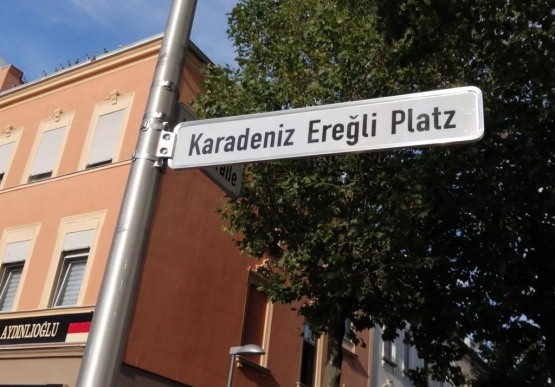 Karadeniz Ereğli Platz
AYDINLIOĞLU